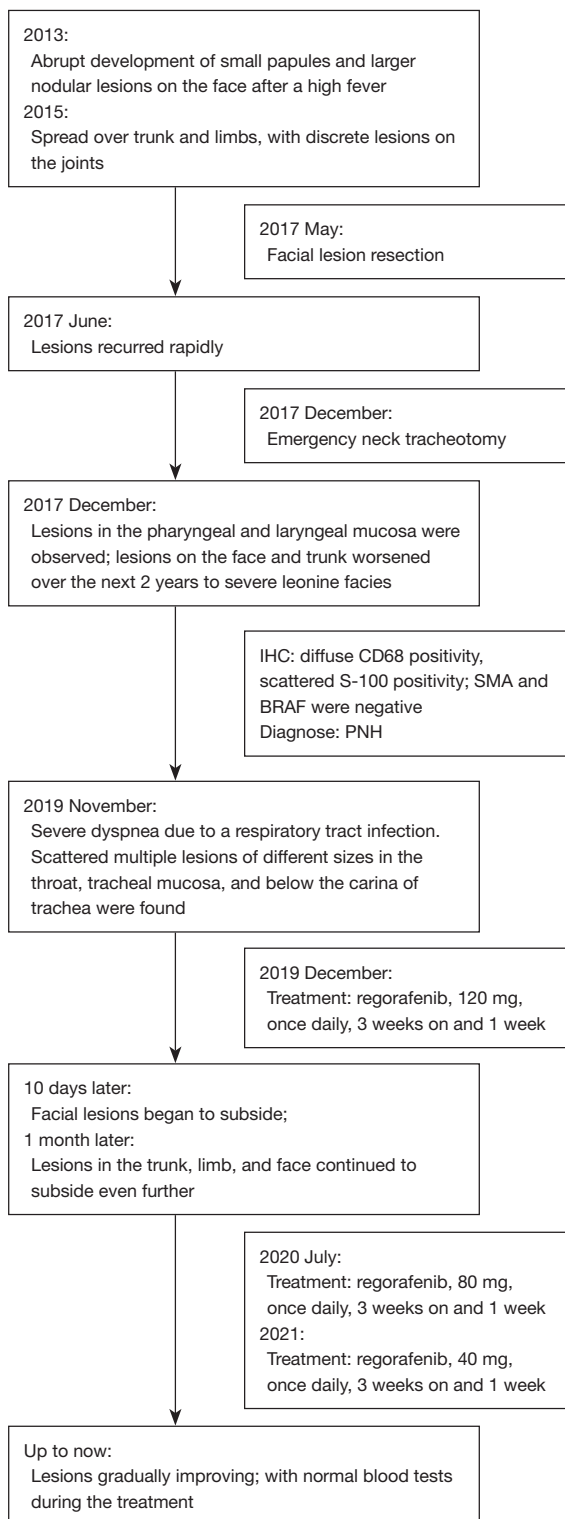 2013:
Abrupt development of small papules and larger
nodular lesions on the face after a high fever
2015:
Spread over trunk and limbs, with discrete lesions on
the joints
2017 May:
Facial lesion resection
2017 June:
Lesions recurred rapidly
2017 December:
Emergency neck tracheotomy
2017 December:
Lesions in the pharyngeal and laryngeal mucosa were
observed; lesions on the face and trunk worsened
over the next 2 years to severe leonine facies
IHC: diffuse CD68 positivity,
scattered S-100 positivity; SMA and
BRAF were negative
Diagnose: PNH
2019 November:
Severe dyspnea due to a respiratory tract infection.
Scattered multiple lesions of different sizes in the
throat, tracheal mucosa, and below the carina of
trachea were found
2019 December:
Treatment: regorafenib, 120 mg,
once daily, 3 weeks on and 1 week
10 days later:
Facial lesions began to subside;
1 month later:
Lesions in the trunk, limb, and face continued to
subside even further
2020 July:
Treatment: regorafenib, 80 mg,
once daily, 3 weeks on and 1 week
2021:
Treatment: regorafenib, 40 mg,
once daily, 3 weeks on and 1 week
Up to now:
Lesions gradually improving; with normal blood tests
during the treatment